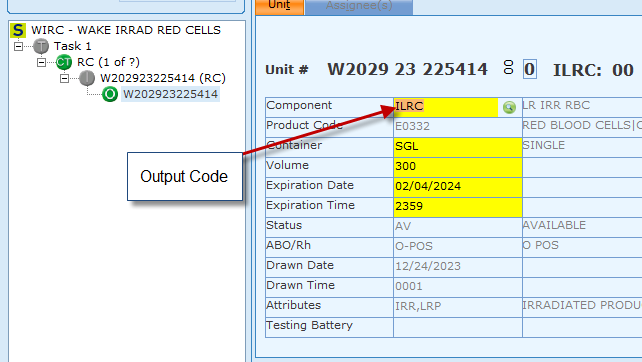 Unit
Assignee(s)
S WIRC - WAKE IRRAD RED CELLS
T Task 1
CT RC (1 of ?)
I W202923225414 (RC)
O W202923225414
Unit # W2029 23 225414 00 0 ILRC: 00
Component ILRC LR IRR RBC
Product Code E0332 RED BLOOD CELLS|C
Container SGL SINGLE
Volume 300
Expiration Date 02/04/2024
Expiration Time 2359
Status AV AVAILABLE
ABO/Rh O-POS O POS
Drawn Date 12/24/2023
Drawn Time 0001
Attributes IRR,LRP IRRADIATED PRODU
Testing Battery
Output Code